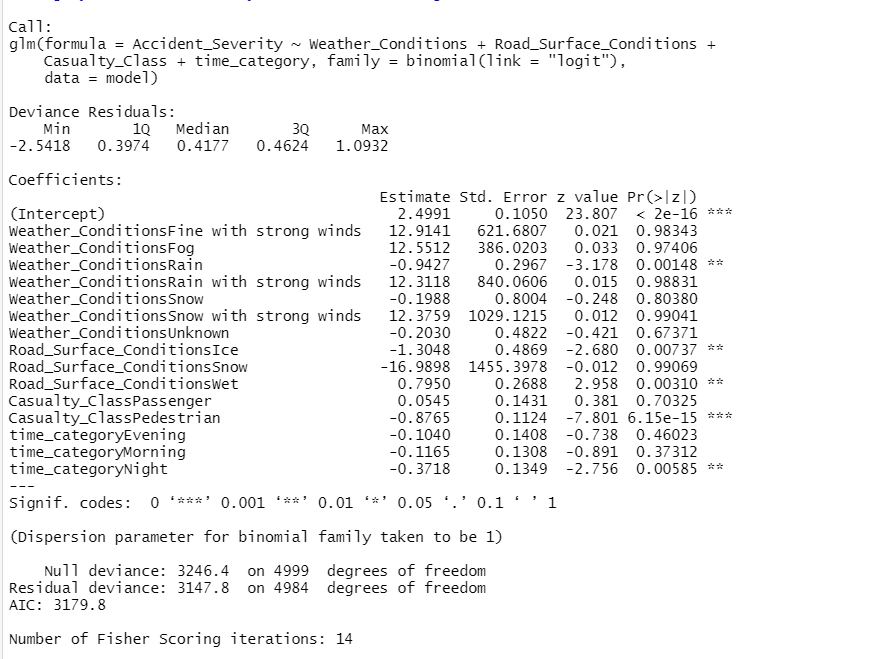 Call:
glm(formula = Accident_Severity ~ Weather_Conditions + Road_Surface_Conditions +
    Casualty_Class + time_category, family = binomial(link = "logit"),
    data = model)
Deviance Residuals:
    Min      1Q  Median      3Q     Max
-2.5418  0.3974  0.4177  0.4624  1.0932
Coefficients:
                                            Estimate Std. Error z value Pr(>|z|)
(Intercept)                                   2.4991     0.1050  23.807  < 2e-16 ***
Weather_ConditionsFine with strong winds     12.9141   621.6807   0.021  0.98343
Weather_ConditionsFog                        12.5512   386.0203   0.033  0.97406
Weather_ConditionsRain                       -0.9427     0.2967  -3.178  0.00148 **
Weather_ConditionsRain with strong winds     12.3118   840.0606   0.015  0.98831
Weather_ConditionsSnow                       -0.1988     0.8004  -0.248  0.80380
Weather_ConditionsSnow with strong winds     12.3759  1029.1215   0.012  0.99041
Weather_ConditionsUnknown                    -0.2030     0.4822  -0.421  0.67371
Road_Surface_ConditionsIce                   -1.3048     0.4869  -2.680  0.00737 **
Road_Surface_ConditionsSnow                 -16.9898  1455.3978  -0.012  0.99069
Road_Surface_ConditionsWet                    0.7950     0.2688   2.958  0.00310 **
Casualty_ClassPassenger                       0.0545     0.1431   0.381  0.70325
Casualty_ClassPedestrian                     -0.8765     0.1124  -7.801 6.15e-15 ***
time_categoryEvening                         -0.1040     0.1408  -0.738  0.46023
time_categoryMorning                         -0.1165     0.1308  -0.891  0.37312
time_categoryNight                           -0.3718     0.1349  -2.756  0.00585 **
---
Signif. codes:  0 ‘***’ 0.001 ‘**’ 0.01 ‘*’ 0.05 ‘.’ 0.1 ‘ ’ 1
(Dispersion parameter for binomial family taken to be 1)
    Null deviance: 3246.4  on 4999  degrees of freedom
Residual deviance: 3147.8  on 4984  degrees of freedom
AIC: 3179.8
Number of Fisher Scoring iterations: 14